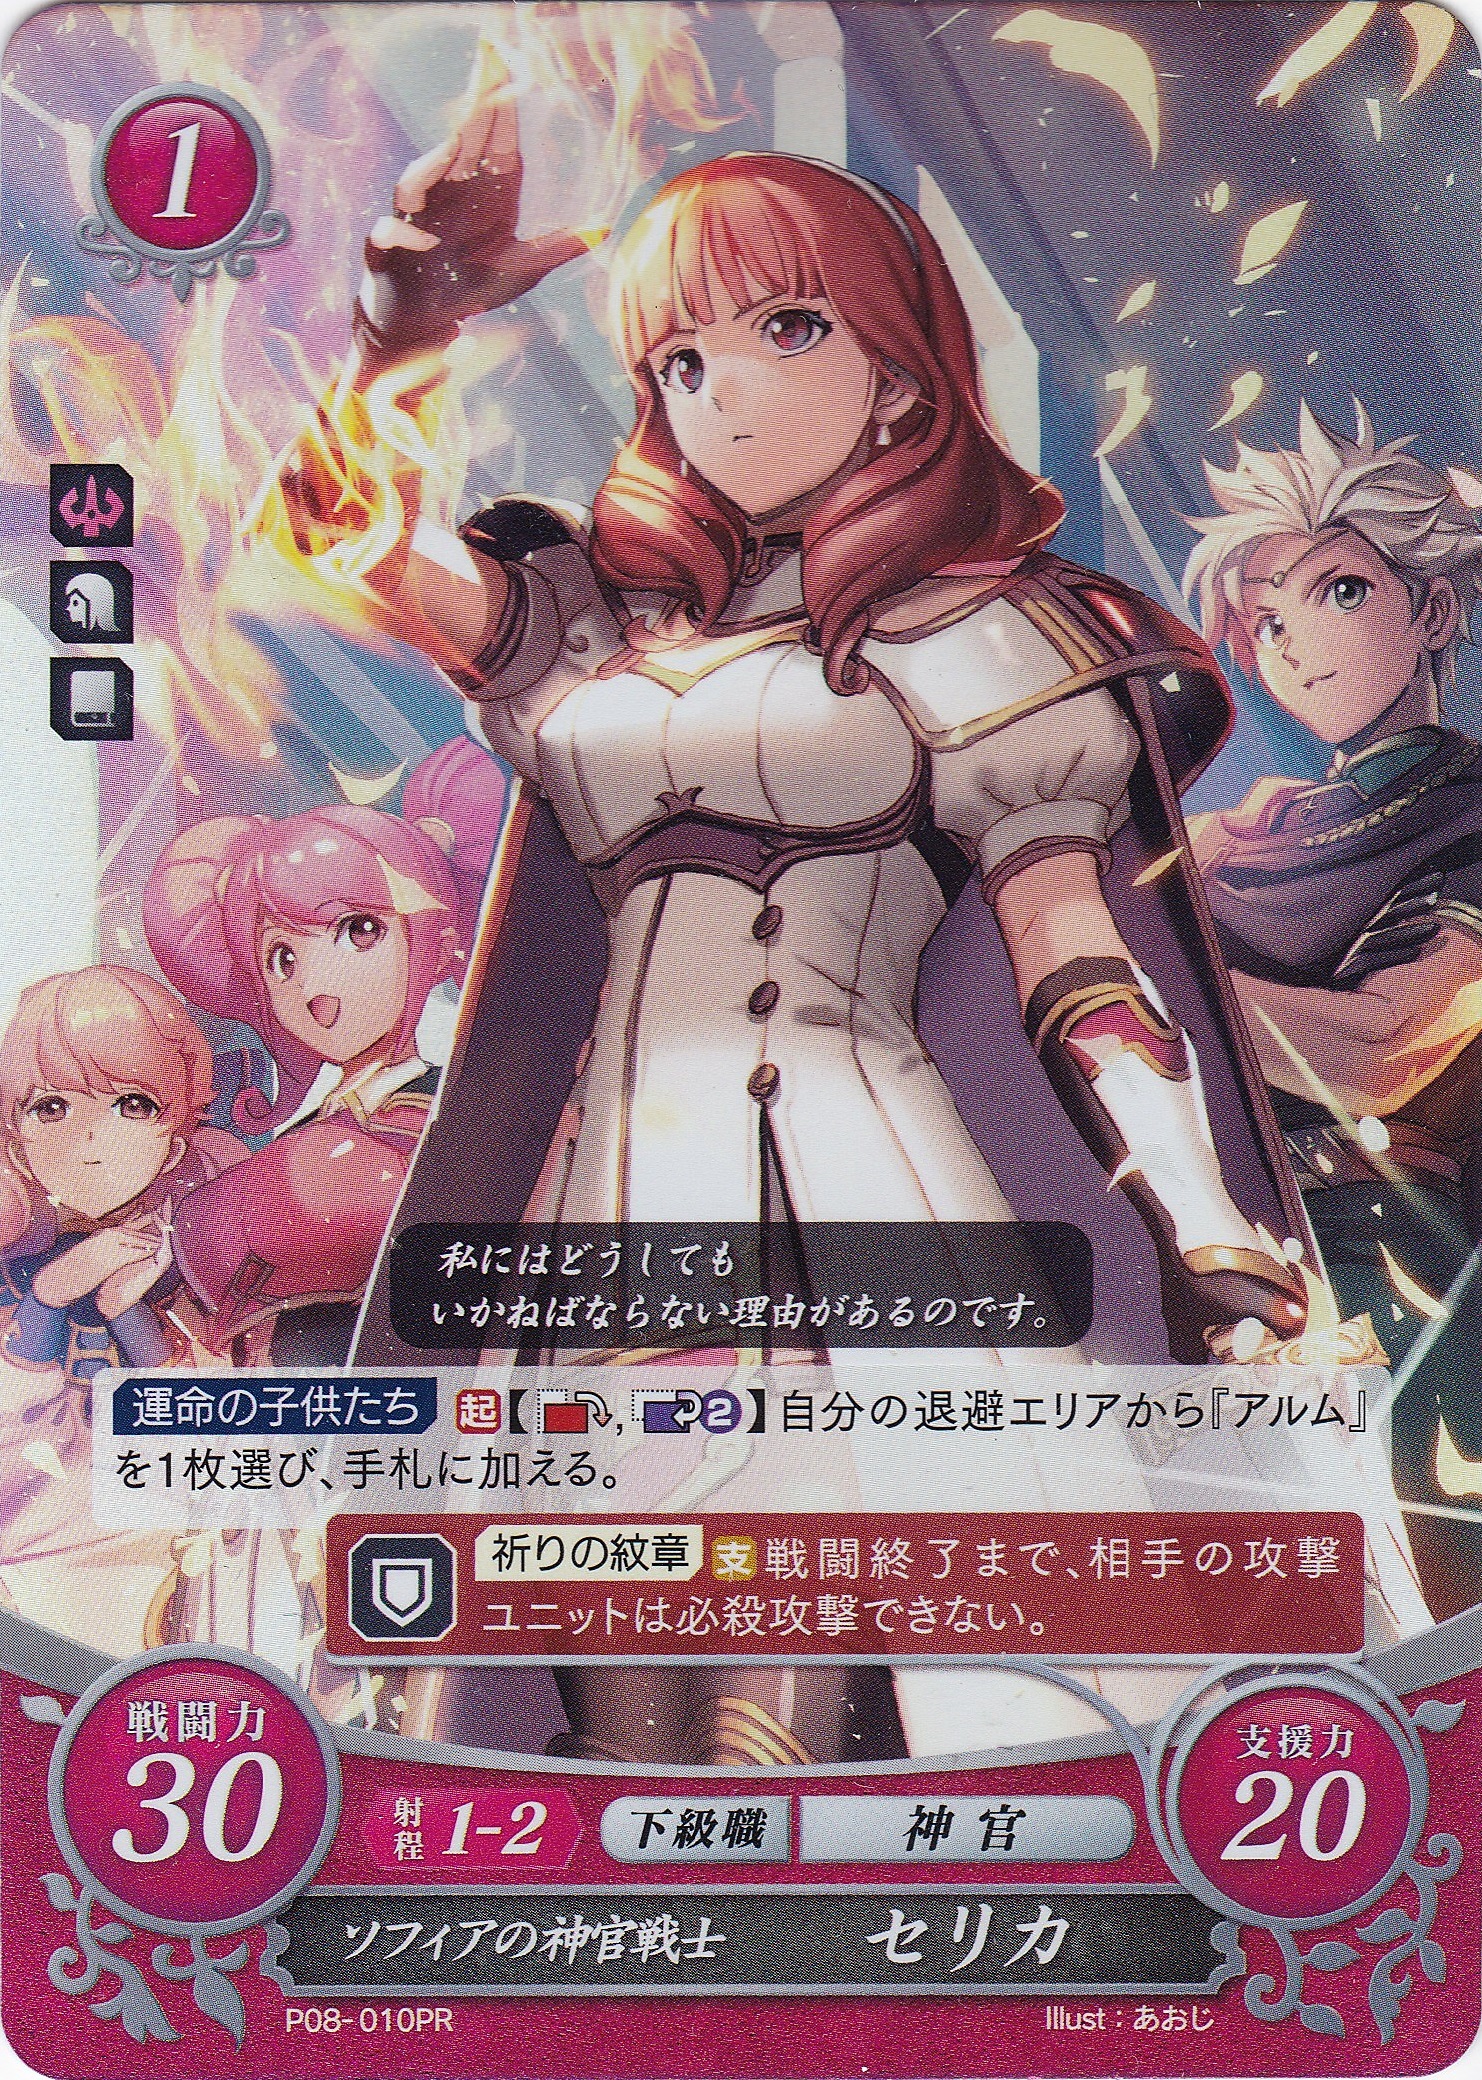 1
私にはどうしても
いかねばならない理由があるのです。
運命の子供たち 起【 , 2】自分の退避エリアから『アルム』
を1枚選び、手札に加える。
祈りの紋章 支 戦闘終了まで、相手の攻撃
ユニットは必殺攻撃できない。
戦闘力
30
射程 1-2
下級職 神官
支援力
20
ソフィアの神官戦士 セリカ
P08-010PR
Illust：あおじ